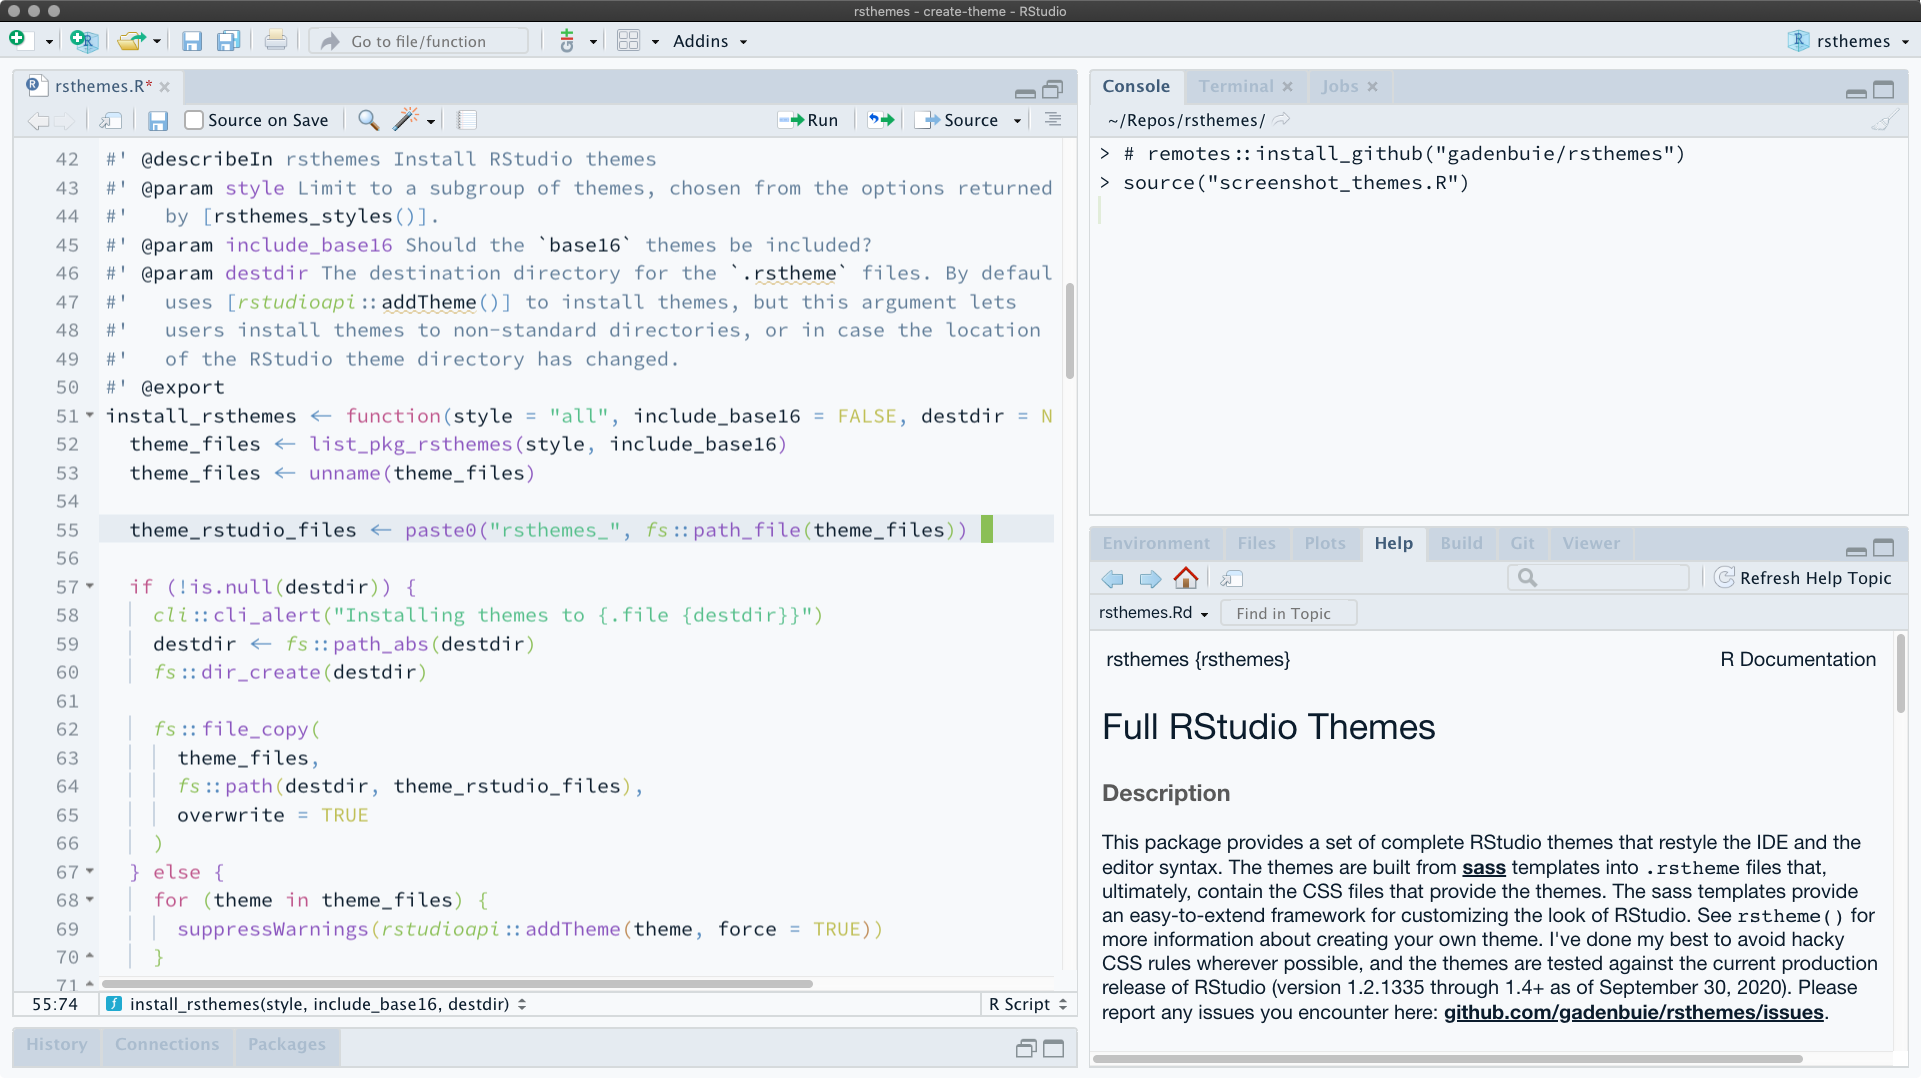 rsthemes - create-theme - RStudio
Go to file/function
Addins
rsthemes
rsthemes.R*
Source on Save
Run
Source
42 #' @describeIn rsthemes Install RStudio themes
43 #' @param style Limit to a subgroup of themes, chosen from the options returned
44 #'   by [rsthemes_styles()].
45 #' @param include_base16 Should the `base16` themes be included?
46 #' @param destdir The destination directory for the `.rstheme` files. By defaul
47 #'   uses [rstudioapi::addTheme()] to install themes, but this argument lets
48 #'   users install themes to non-standard directories, or in case the location
49 #'   of the RStudio theme directory has changed.
50 #' @export
51 install_rsthemes <- function(style = "all", include_base16 = FALSE, destdir = N
52   theme_files <- list_pkg_rsthemes(style, include_base16)
53   theme_files <- unname(theme_files)
54
55   theme_rstudio_files <- paste0("rsthemes_", fs::path_file(theme_files))
56
57   if (!is.null(destdir)) {
58     cli::cli_alert("Installing themes to {.file {destdir}}")
59     destdir <- fs::path_abs(destdir)
60     fs::dir_create(destdir)
61
62     fs::file_copy(
63       theme_files,
64       fs::path(destdir, theme_rstudio_files),
65       overwrite = TRUE
66     )
67   } else {
68     for (theme in theme_files) {
69       suppressWarnings(rstudioapi::addTheme(theme, force = TRUE))
70     }
71
55:74 install_rsthemes(style, include_base16, destdir) R Script
History Connections Packages
Console Terminal Jobs
~/Repos/rsthemes/
> # remotes::install_github("gadenbuie/rsthemes")
> source("screenshot_themes.R")
Environment Files Plots Help Build Git Viewer
Refresh Help Topic
rsthemes.Rd Find in Topic
rsthemes {rsthemes} R Documentation
Full RStudio Themes
Description
This package provides a set of complete RStudio themes that restyle the IDE and the
editor syntax. The themes are built from sass templates into .rstheme files that,
ultimately, contain the CSS files that provide the themes. The sass templates provide
an easy-to-extend framework for customizing the look of RStudio. See rstheme() for
more information about creating your own theme. I've done my best to avoid hacky
CSS rules wherever possible, and the themes are tested against the current production
release of RStudio (version 1.2.1335 through 1.4+ as of September 30, 2020). Please
report any issues you encounter here: github.com/gadenbuie/rsthemes/issues.